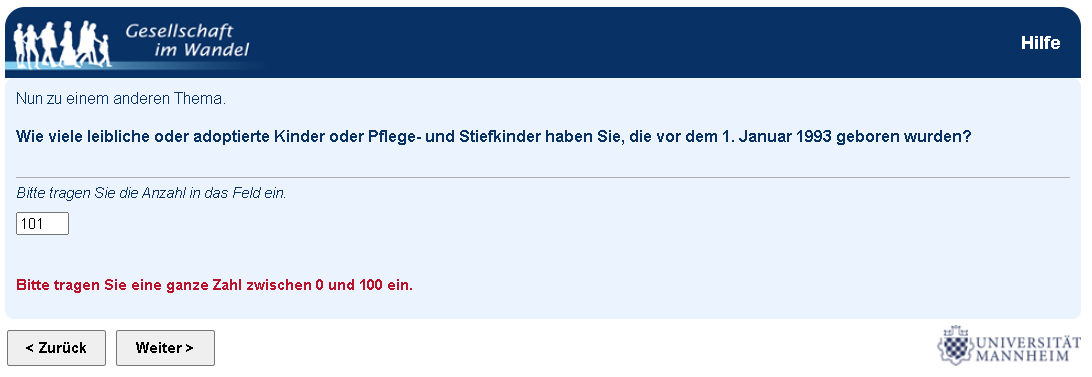 Gesellschaft
im Wandel
Hilfe
Nun zu einem anderen Thema.
Wie viele leibliche oder adoptierte Kinder oder Pflege- und Stiefkinder haben Sie, die vor dem 1. Januar 1993 geboren wurden?
Bitte tragen Sie die Anzahl in das Feld ein.
101
Bitte tragen Sie eine ganze Zahl zwischen 0 und 100 ein.
< Zurück
Weiter >
UNIVERSITÄT
MANNHEIM